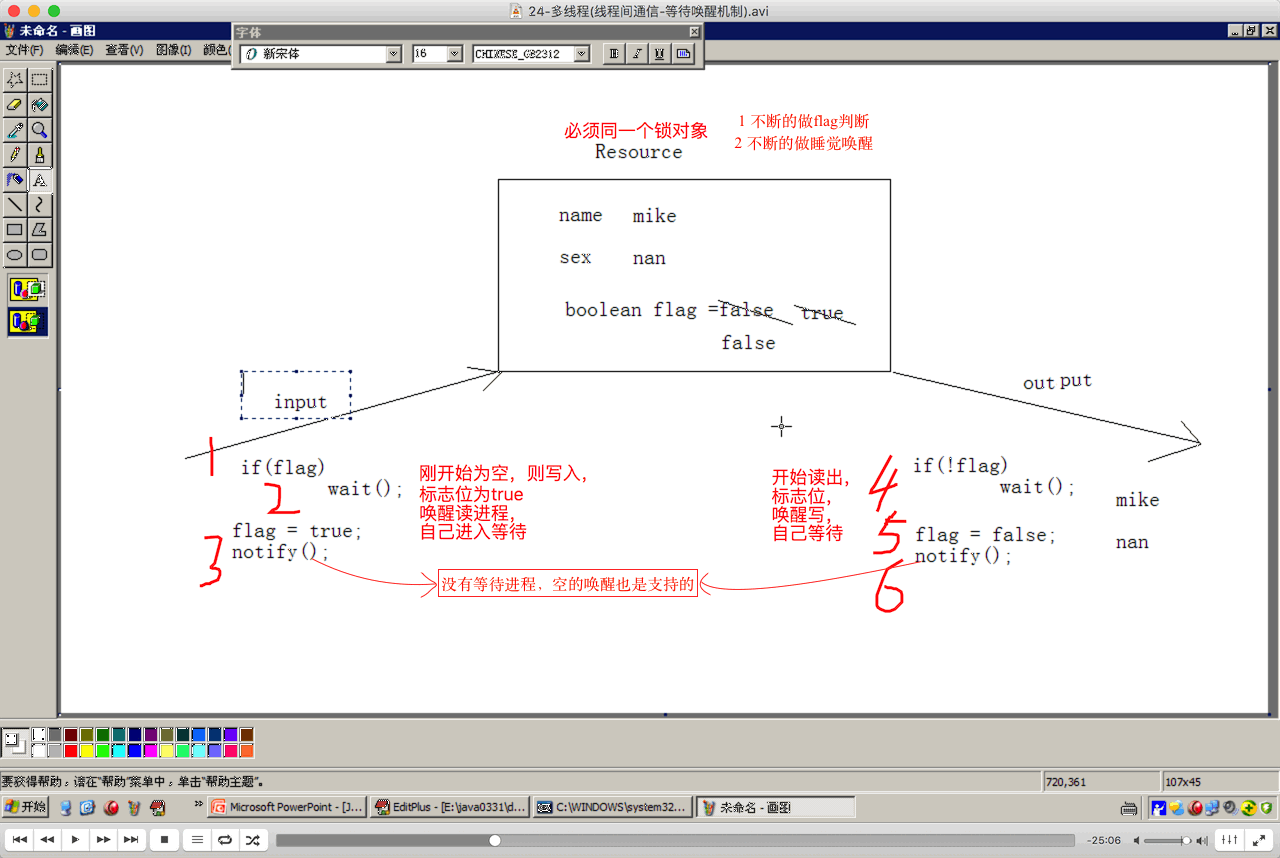 24-多线程(线程间通信-等待唤醒机制).avi
未命名 - 画图
字体
文件(F) 编辑(E) 查看(V) 图像(I) 颜色(
新宋体 16 CHINESE_GB2312 B I U
必须同一个锁对象
1 不断的做flag判断
2 不断的做睡觉唤醒
Resource
name mike
sex nan
boolean flag =false true
false
input
out put
1
if(flag)
2
wait();
3
flag = true;
notify();
刚开始为空，则写入，
标志位为true
唤醒读进程，
自己进入等待
开始读出，
标志位，
唤醒写，
自己等待
4
if(!flag)
wait();
5
flag = false;
notify();
6
mike
nan
没有等待进程，空的唤醒也是支持的
要获得帮助，请在“帮助”菜单中，单击“帮助主题”。
720,361
107x45
开始
Microsoft PowerPoint - [J...
EditPlus - [E:\java0331\d...
C:\WINDOWS\system32...
未命名 - 画图
-25:06